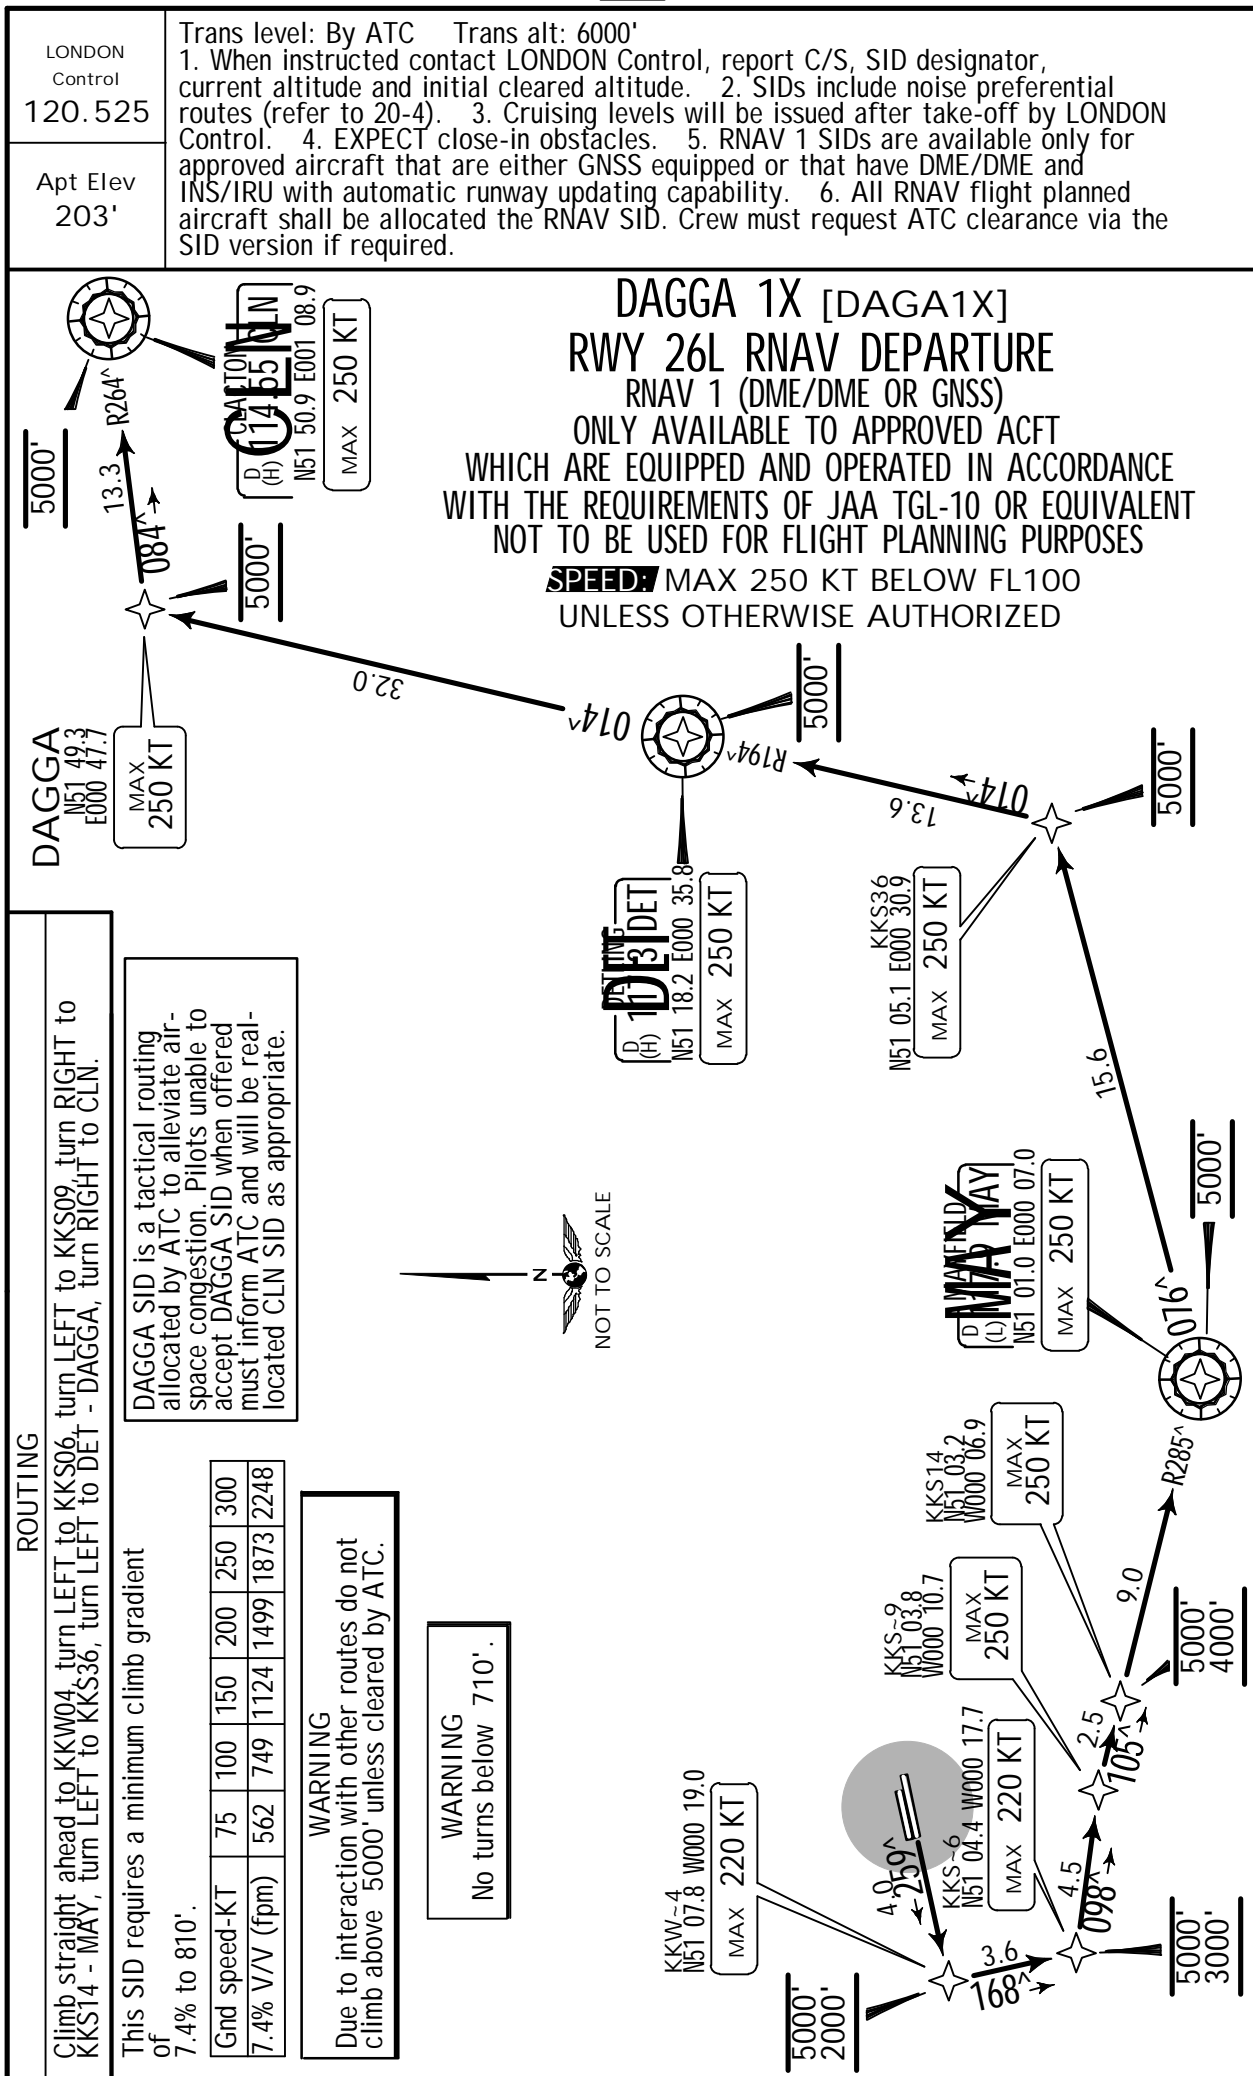 LONDON
Control
120.525
Apt Elev
203'
Trans level: By ATC Trans alt: 6000'
1. When instructed contact LONDON Control, report C/S, SID designator,
current altitude and initial cleared altitude. 2. SIDs include noise preferential
routes (refer to 20-4). 3. Cruising levels will be issued after take-off by LONDON
Control. 4. EXPECT close-in obstacles. 5. RNAV 1 SIDs are available only for
approved aircraft that are either GNSS equipped or that have DME/DME and
INS/IRU with automatic runway updating capability. 6. All RNAV flight planned
aircraft shall be allocated the RNAV SID. Crew must request ATC clearance via the
SID version if required.
DAGGA 1X [DAGA1X]
RWY 26L RNAV DEPARTURE
RNAV 1 (DME/DME OR GNSS)
ONLY AVAILABLE TO APPROVED ACFT
WHICH ARE EQUIPPED AND OPERATED IN ACCORDANCE
WITH THE REQUIREMENTS OF JAA TGL-10 OR EQUIVALENT
NOT TO BE USED FOR FLIGHT PLANNING PURPOSES
SPEED: MAX 250 KT BELOW FL100
UNLESS OTHERWISE AUTHORIZED
CLACTON
D
(H)
114.55 CLN
CLN
N51 50.9 E001 08.9
MAX 250 KT
5000'
R264^
13.3
084^
5000'
DAGGA
N51 49.3
E000 47.7
MAX
250 KT
32.0
014^
5000'
DETLING
D
(H)
DET
DET
N51 18.2 E000 35.8
MAX 250 KT
R194^
13.6
014^
5000'
KKS36
N51 05.1 E000 30.9
MAX 250 KT
15.6
076^
5000'
MAYFIELD
D
(L)
MAY
MAY
N51 01.0 E000 07.0
MAX 250 KT
R285^
9.0
KKS14
N51 03.2
W000 06.9
MAX
250 KT
5000'
4000'
2.5
105^
KKS~9
N51 03.8
W000 10.7
MAX
250 KT
4.5
098^
KKS~6
N51 04.4 W000 17.7
MAX 220 KT
5000'
3000'
3.6
168^
KKW~4
N51 07.8 W000 19.0
MAX 220 KT
5000'
2000'
4.0
259^
N
NOT TO SCALE
ROUTING
Climb straight ahead to KKW04, turn LEFT to KKS06, turn LEFT to KKS09, turn RIGHT to
KKS14 - MAY, turn LEFT to KKS36, turn LEFT to DET - DAGGA, turn RIGHT to CLN.
DAGGA SID is a tactical routing
allocated by ATC to alleviate air-
space congestion. Pilots unable to
accept DAGGA SID when offered
must inform ATC and will be real-
located CLN SID as appropriate.
This SID requires a minimum climb gradient
of
7.4% to 810'.
Gnd speed-KT 75 100 150 200 250 300
7.4% V/V (fpm) 562 749 1124 1499 1873 2248
WARNING
Due to interaction with other routes do not
climb above 5000' unless cleared by ATC.
WARNING
No turns below 710'.